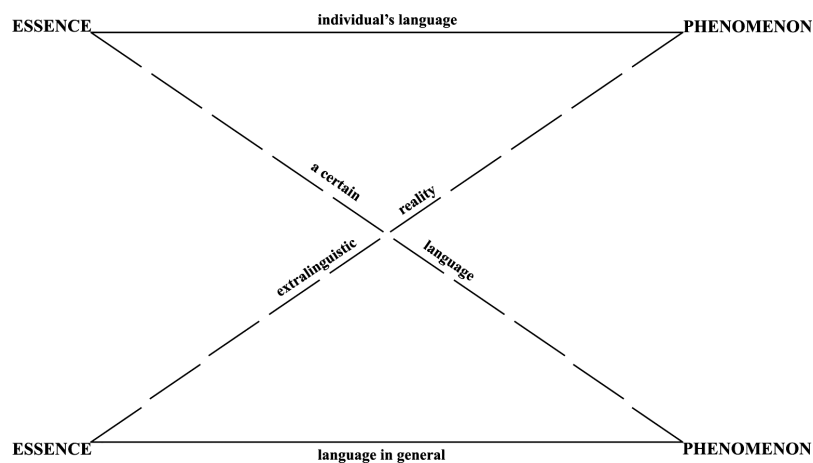 individual’s language
ESSENCE
PHENOMENON
a certain
reality
extralinguistic
language
ESSENCE
PHENOMENON
language in general